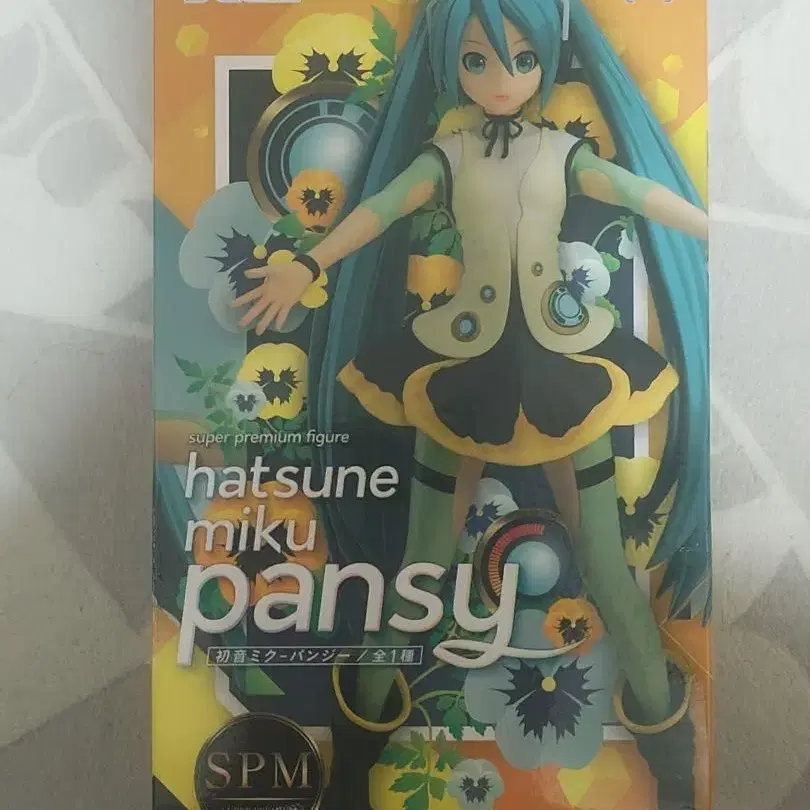 super premium figure
hatsune
miku
pansy
初音ミク-パンジー / 全1種
SPM